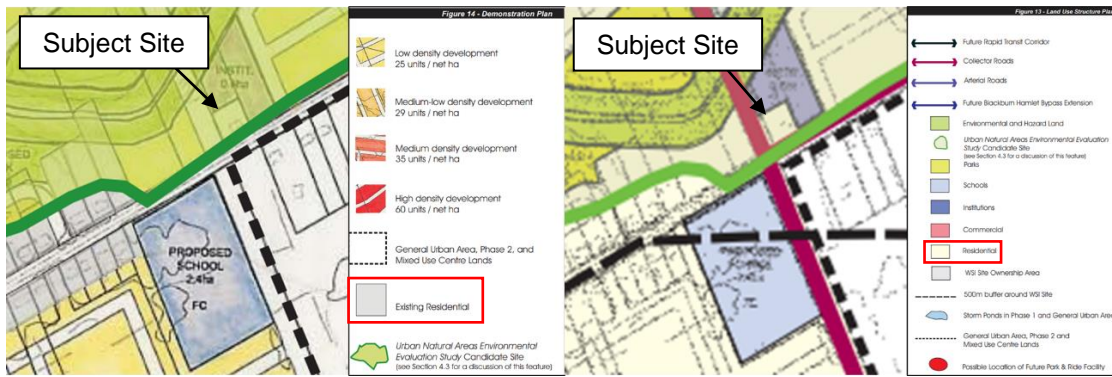 Subject Site
INSTIT.
PROPOSED
SCHOOL
2.4ha
FC
Figure 14 - Demonstration Plan
Low density development
25 units / net ha
Medium-low density development
29 units / net ha
Medium density development
35 units / net ha
High density development
60 units / net ha
General Urban Area, Phase 2, and
Mixed Use Centre Lands
Existing Residential
Urban Natural Areas Environmental
Evaluation Study Candidate Site
(see Section 4.3 for a discussion of this feature)
Subject Site
Figure 13 - Land Use Structure Plan
Future Rapid Transit Corridor
Collector Roads
Arterial Roads
Future Blackburn Hamlet Bypass Extension
Environmental and Hazard Land
Urban Natural Areas Environmental Evaluation
Study Candidate Site
(see Section 4.3 for a discussion of this feature)
Parks
Schools
Institutions
Commercial
Residential
WSI Site Ownership Area
500m buffer around WSI Site
Storm Ponds in Phase 1 and General Urban Area
General Urban Area, Phase 2 and
Mixed Use Centre Lands
Possible Location of Future Park & Ride Facility